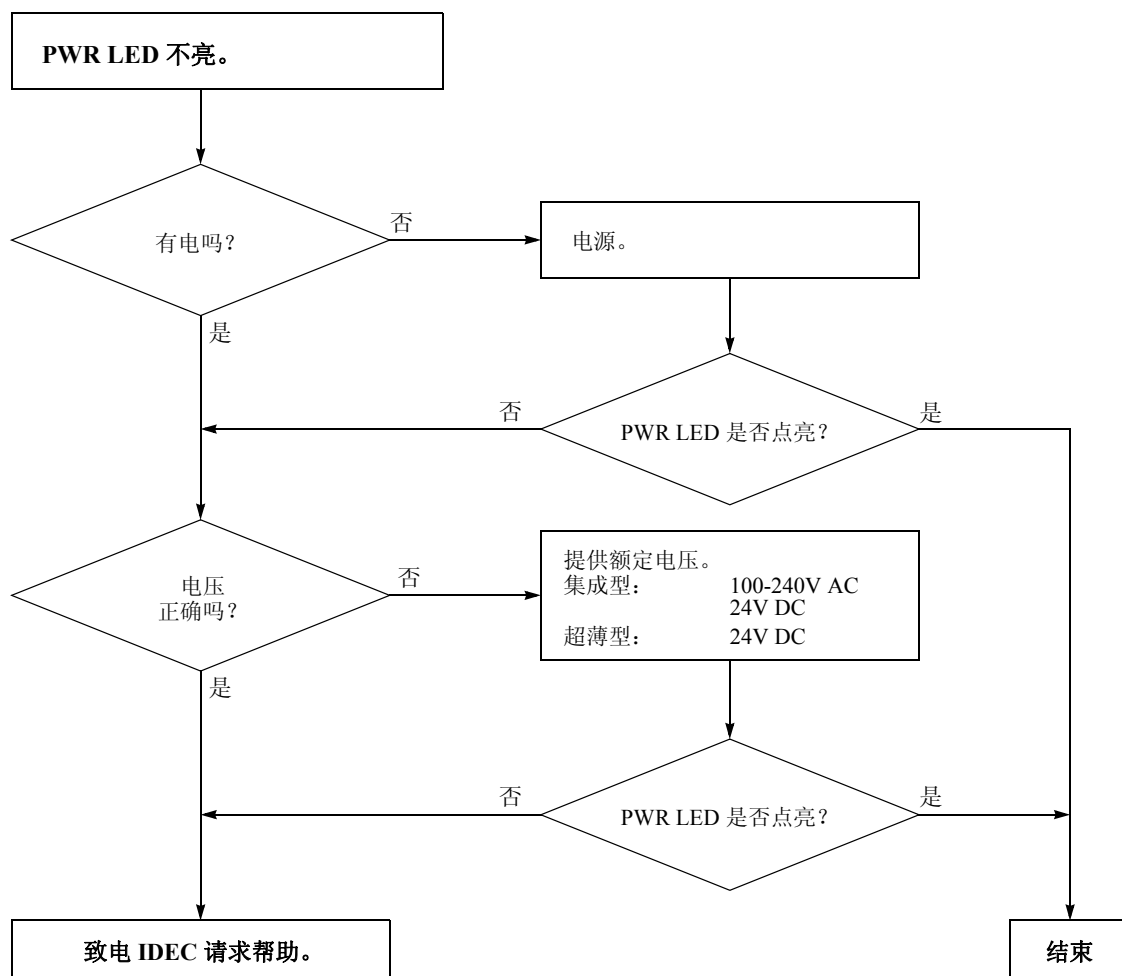 PWR LED 不亮。
有电吗？
否
电源。
是
否
PWR LED 是否点亮？
是
电压
正确吗？
否
提供额定电压。
集成型： 100-240V AC
24V DC
超薄型： 24V DC
是
否
PWR LED 是否点亮？
是
致电 IDEC 请求帮助。
结束